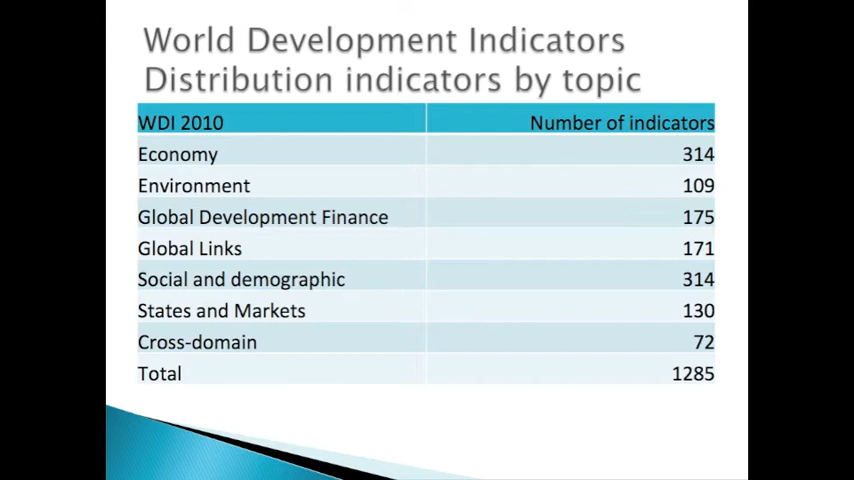 World Development Indicators
Distribution indicators by topic
WDI 2010 Number of indicators
Economy 314
Environment 109
Global Development Finance 175
Global Links 171
Social and demographic 314
States and Markets 130
Cross-domain 72
Total 1285